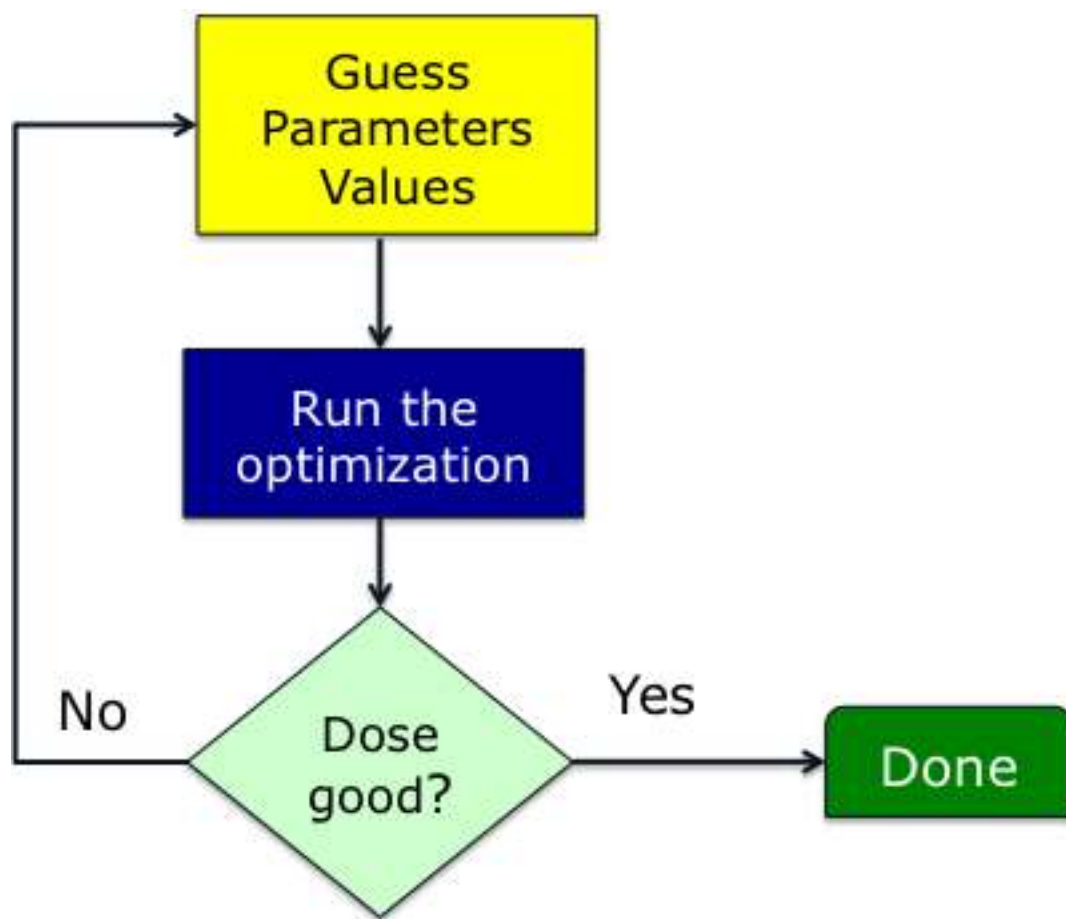 Guess
Parameters
Values
Run the
optimization
No
Yes
Dose
good?
Done